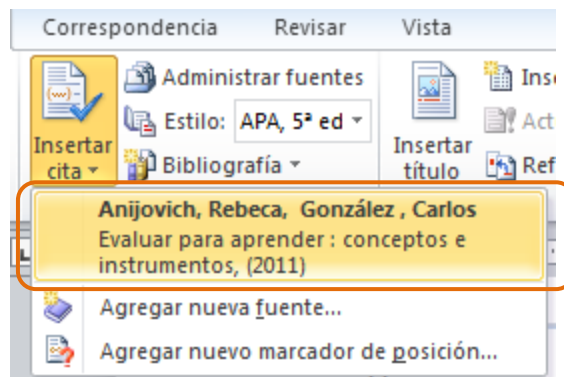 Correspondencia Revisar Vista
Administrar fuentes
Estilo: APA, 5ª ed
Bibliografía
Insertar
cita
Insertar
título
Anijovich, Rebeca, González , Carlos
Evaluar para aprender : conceptos e
instrumentos, (2011)
Agregar nueva fuente...
Agregar nuevo marcador de posición...